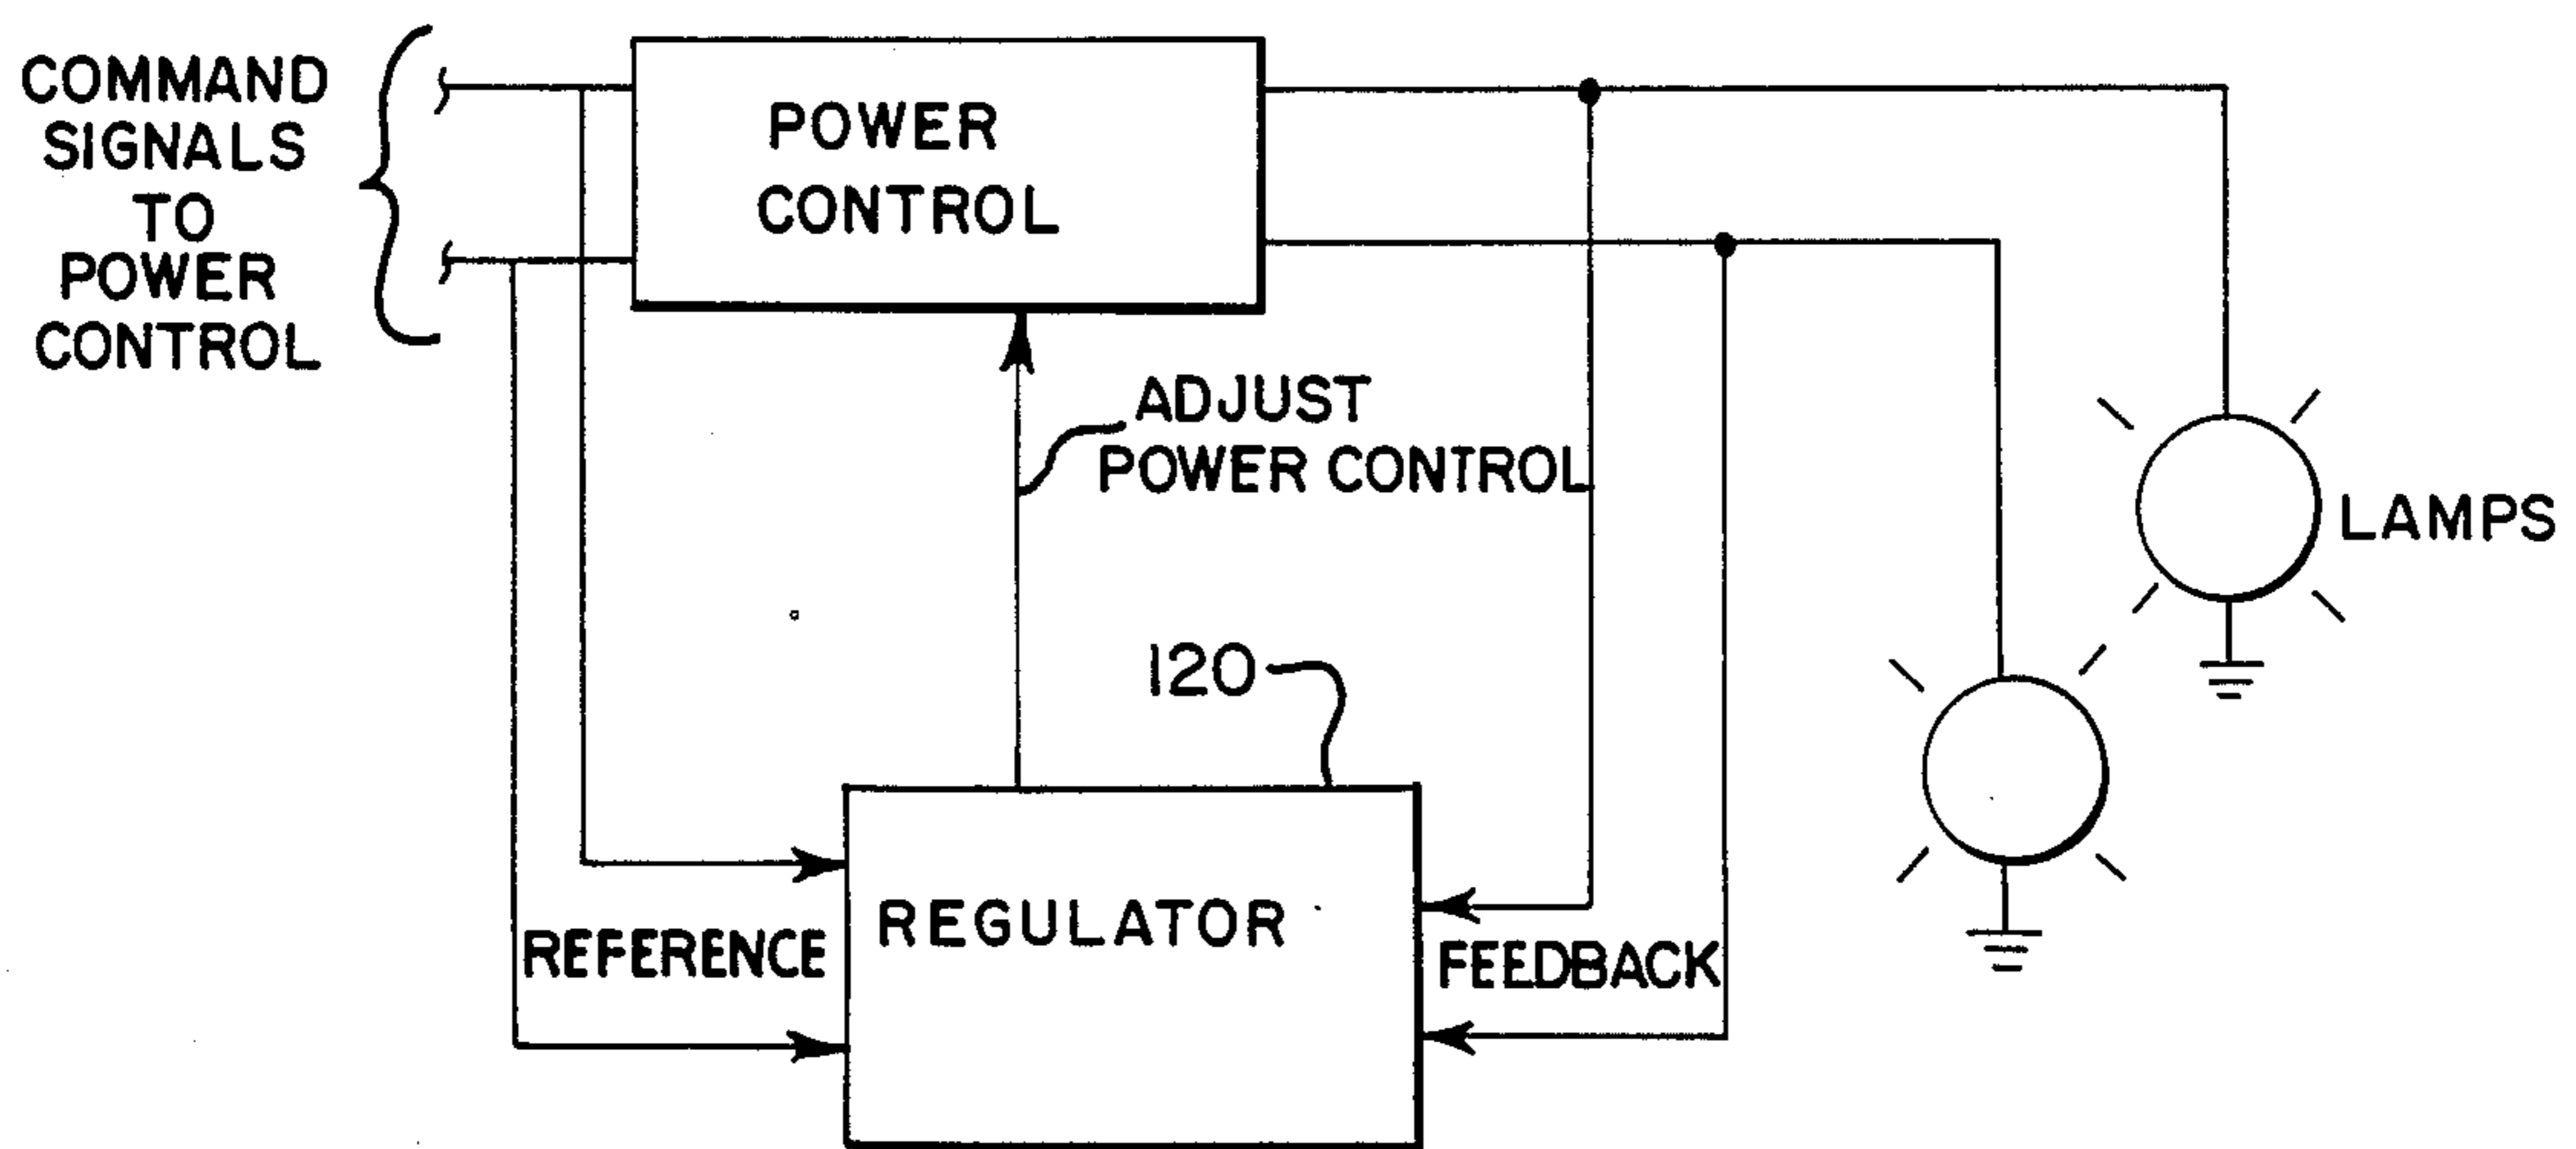 COMMAND
SIGNALS
TO
POWER
CONTROL
POWER
CONTROL
ADJUST
POWER CONTROL
LAMPS
120
REGULATOR
REFERENCE
FEEDBACK